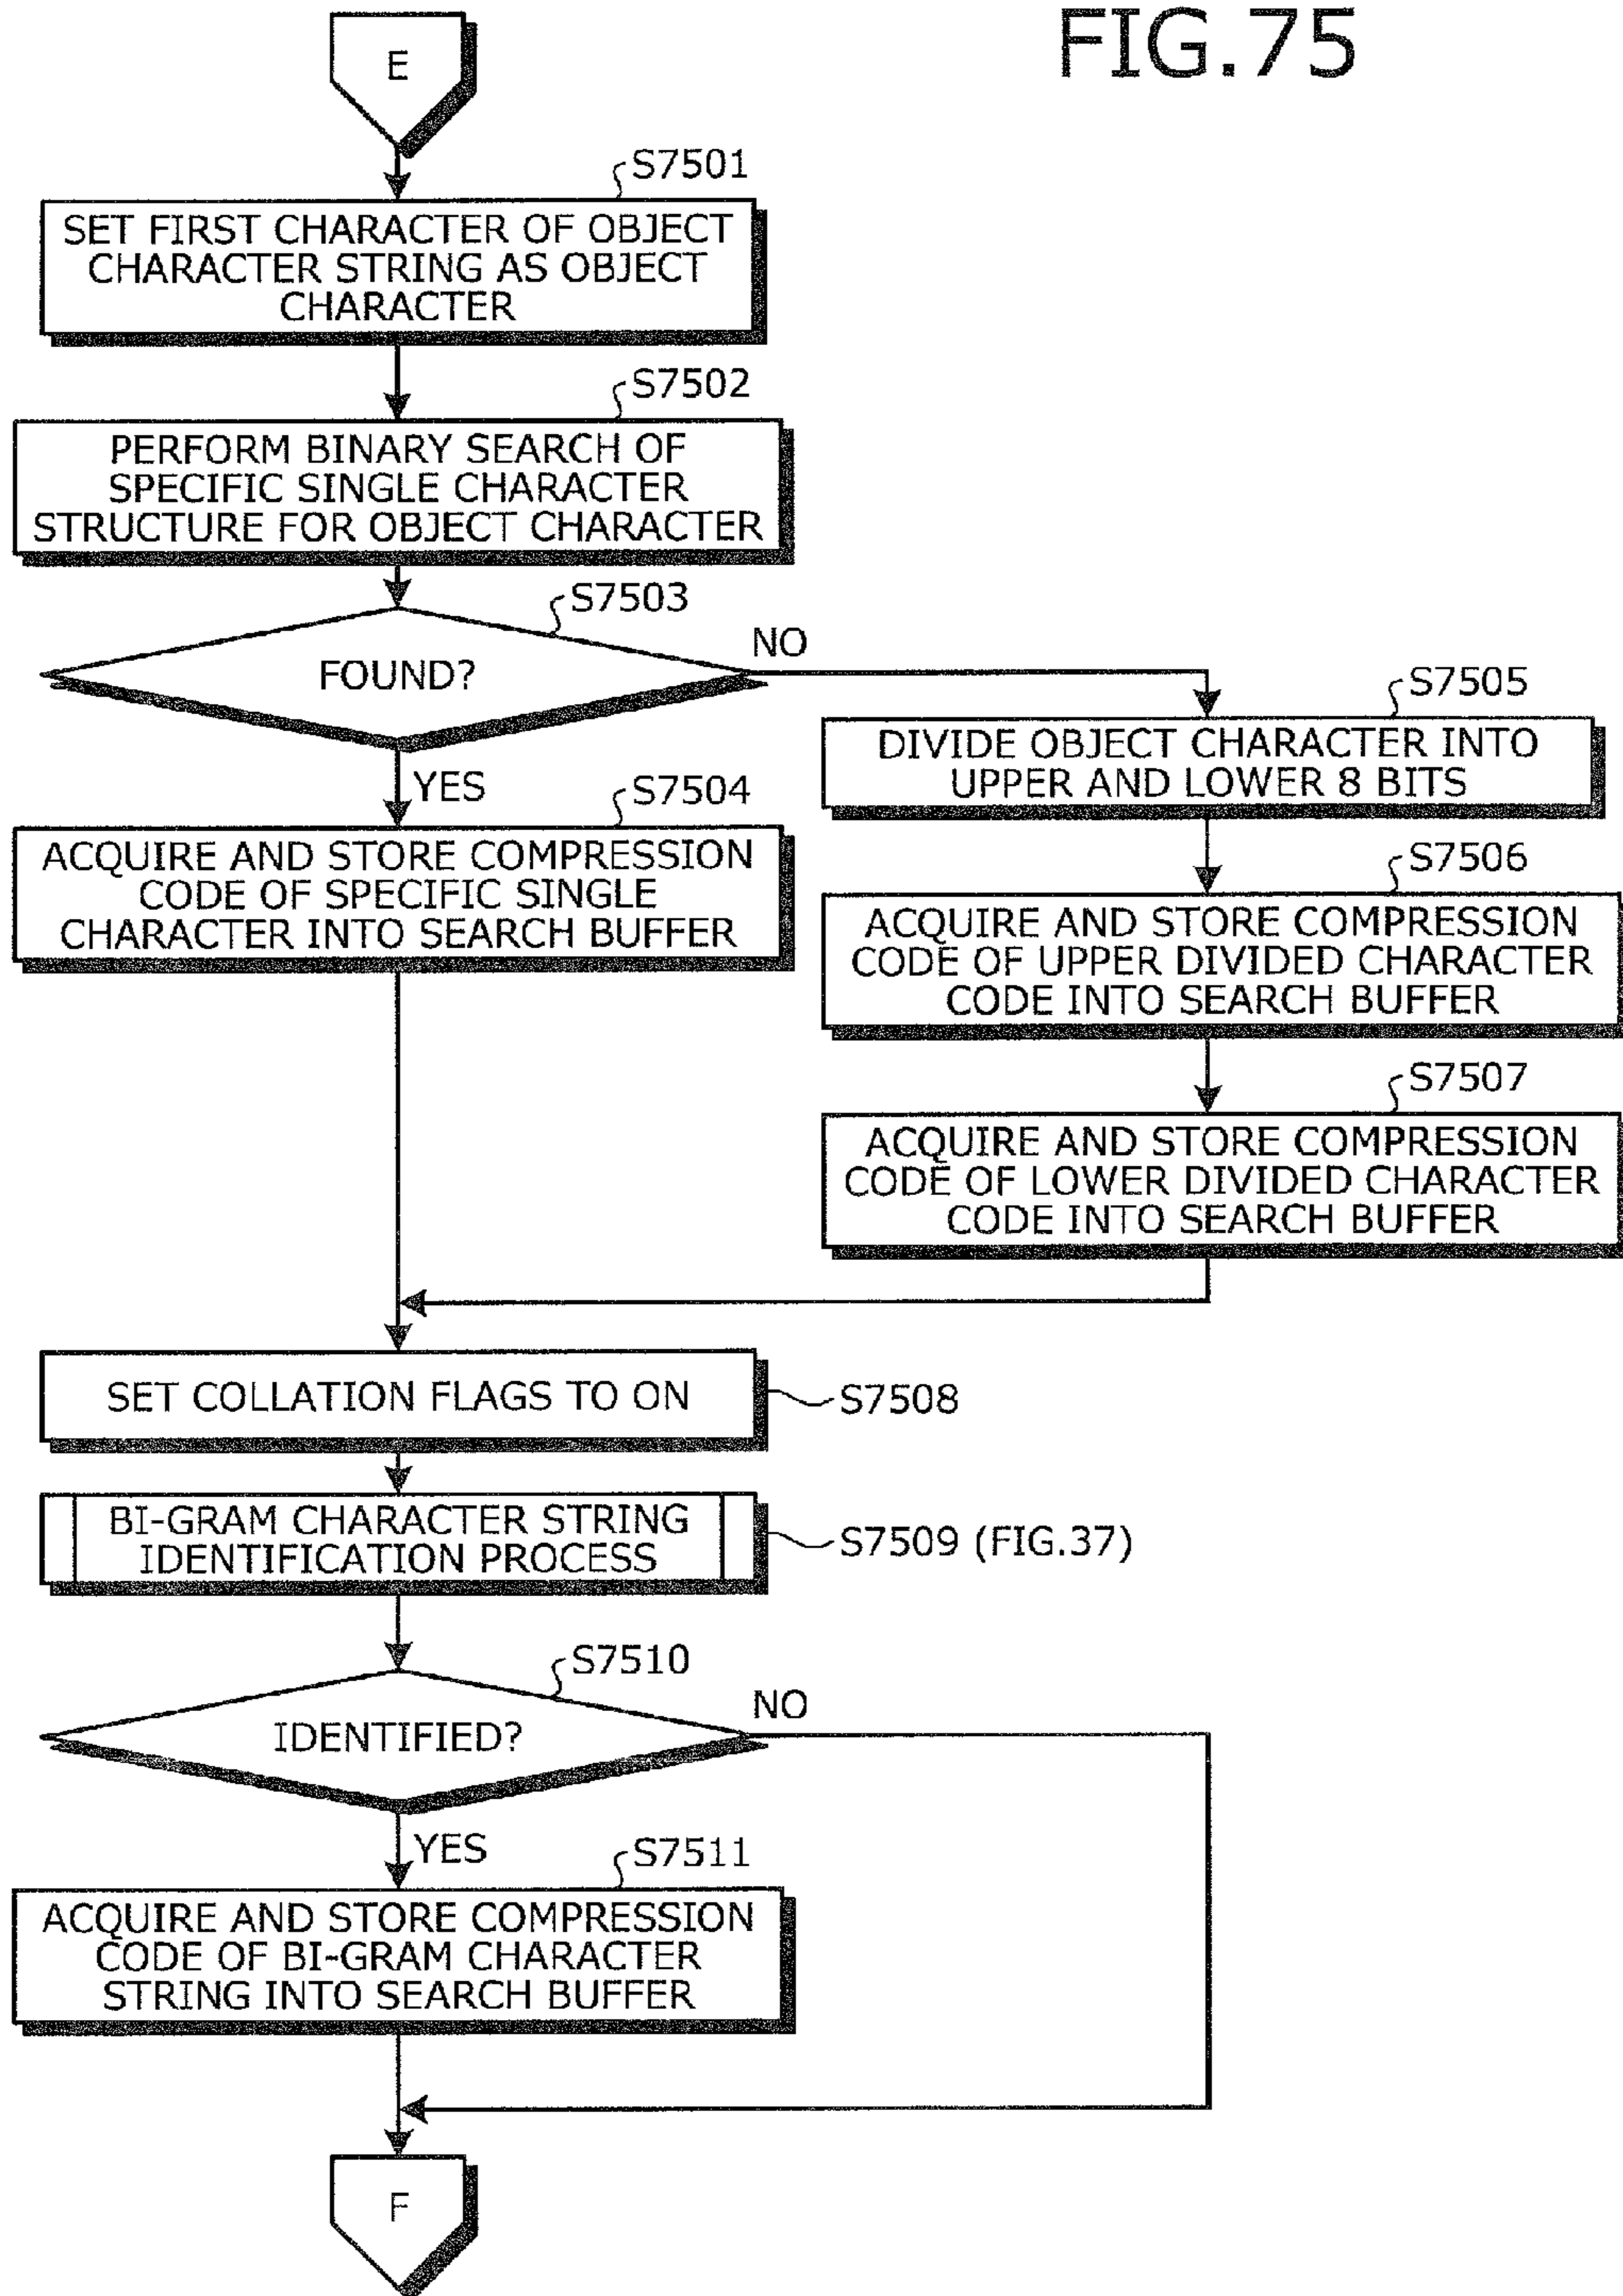 FIG.75
E
S7501
SET FIRST CHARACTER OF OBJECT
CHARACTER STRING AS OBJECT
CHARACTER
S7502
PERFORM BINARY SEARCH OF
SPECIFIC SINGLE CHARACTER
STRUCTURE FOR OBJECT CHARACTER
S7503
FOUND?
NO
YES
S7504
ACQUIRE AND STORE COMPRESSION
CODE OF SPECIFIC SINGLE
CHARACTER INTO SEARCH BUFFER
S7505
DIVIDE OBJECT CHARACTER INTO
UPPER AND LOWER 8 BITS
S7506
ACQUIRE AND STORE COMPRESSION
CODE OF UPPER DIVIDED CHARACTER
CODE INTO SEARCH BUFFER
S7507
ACQUIRE AND STORE COMPRESSION
CODE OF LOWER DIVIDED CHARACTER
CODE INTO SEARCH BUFFER
SET COLLATION FLAGS TO ON
S7508
BI-GRAM CHARACTER STRING
IDENTIFICATION PROCESS
S7509 (FIG.37)
S7510
IDENTIFIED?
NO
YES
S7511
ACQUIRE AND STORE COMPRESSION
CODE OF BI-GRAM CHARACTER
STRING INTO SEARCH BUFFER
F